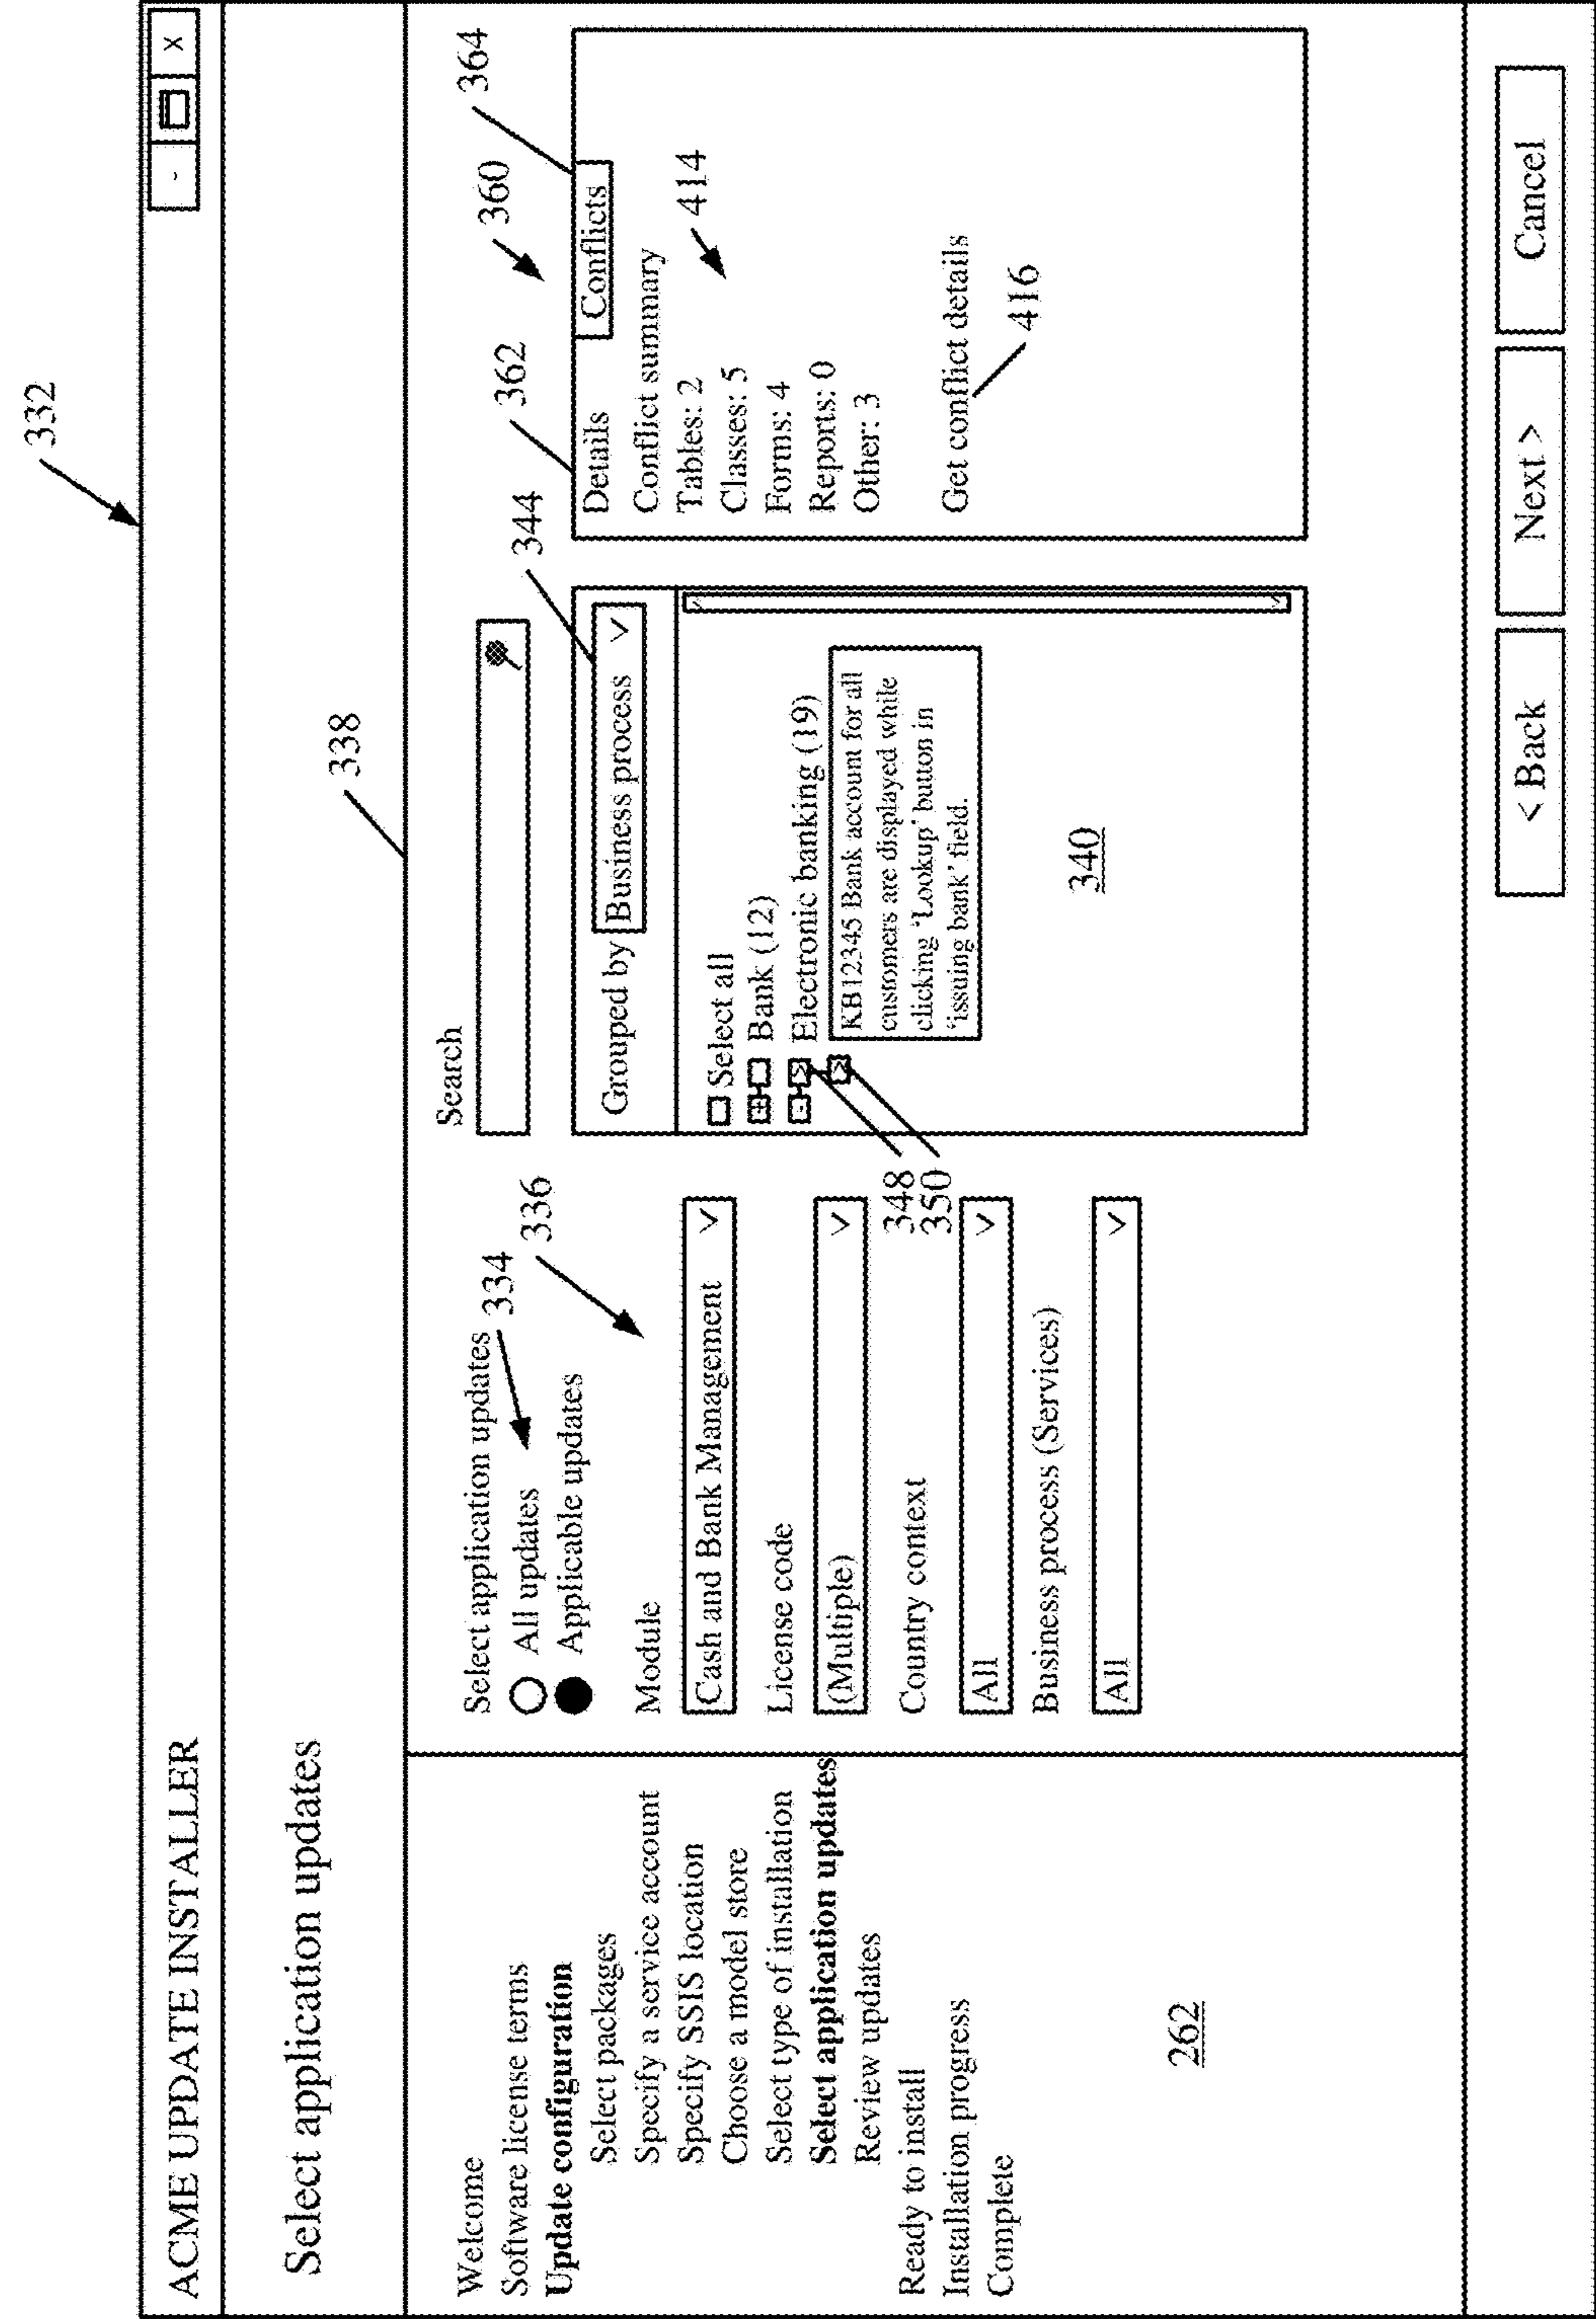 332
ACME UPDATE INSTALLER
- x
Select application updates
338
Welcome
Software license terms
Update configuration
Select packages
Specify a service account
Specify SSIS location
Choose a model store
Select type of installation
Select application updates
Review updates
Ready to install
Installation progress
Complete
262
Select application updates
334
All updates
Applicable updates
336
Module
Cash and Bank Management
License code
(Multiple)
348
350
Country context
All
Business process (Services)
All
Search
344
Grouped by Business process
Select all
Bank (12)
Electronic banking (19)
KB12345 Bank account for all
customers are displayed while
clicking 'Lookup' button in
'issuing bank' field.
340
362
360
364
Details Conflicts
Conflict summary
414
Tables: 2
Classes: 5
Forms: 4
Reports: 0
Other: 3
Get conflict details
416
< Back
Next >
Cancel